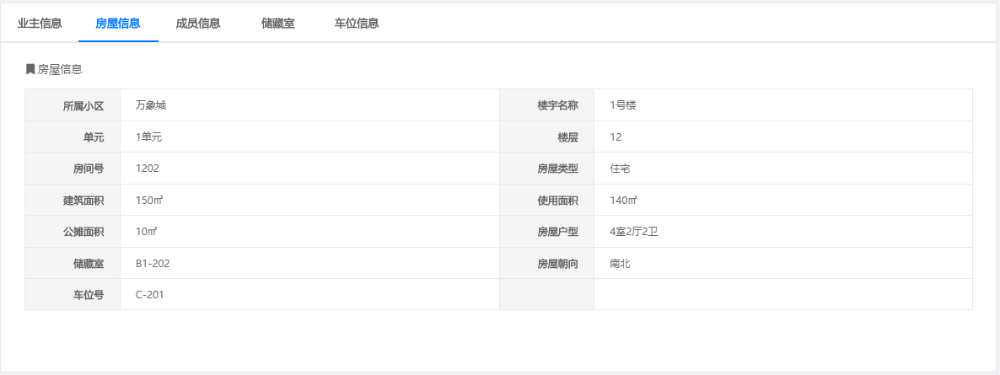 业主信息 房屋信息 成员信息 储藏室 车位信息
房屋信息
所属小区 万象城 楼宇名称 1号楼
单元 1单元 楼层 12
房间号 1202 房屋类型 住宅
建筑面积 150㎡ 使用面积 140㎡
公摊面积 10㎡ 房屋户型 4室2厅2卫
储藏室 B1-202 房屋朝向 南北
车位号 C-201